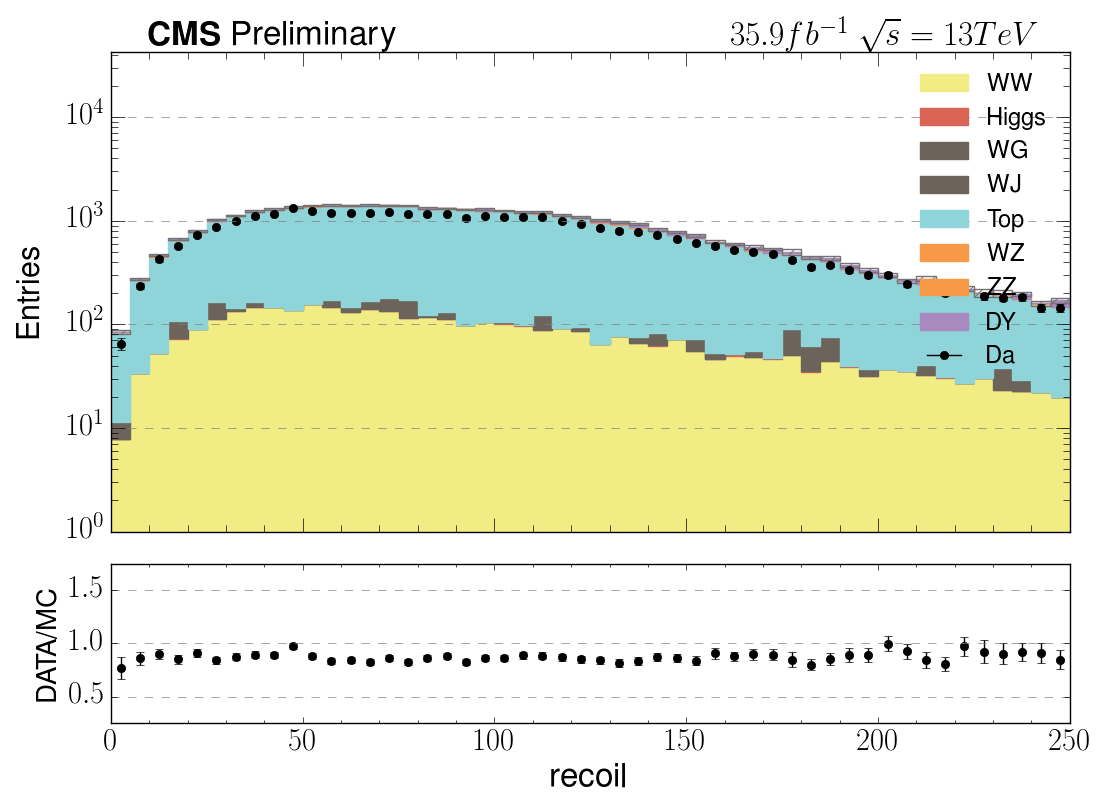 CMS Preliminary 35.9fb⁻¹ √s = 13TeV
Entries
10⁴
10³
10²
10¹
10⁰
WW
Higgs
WG
WJ
Top
WZ
ZZ
DY
Da
DATA/MC
1.5
1.0
0.5
0 50 100 150 200 250
recoil